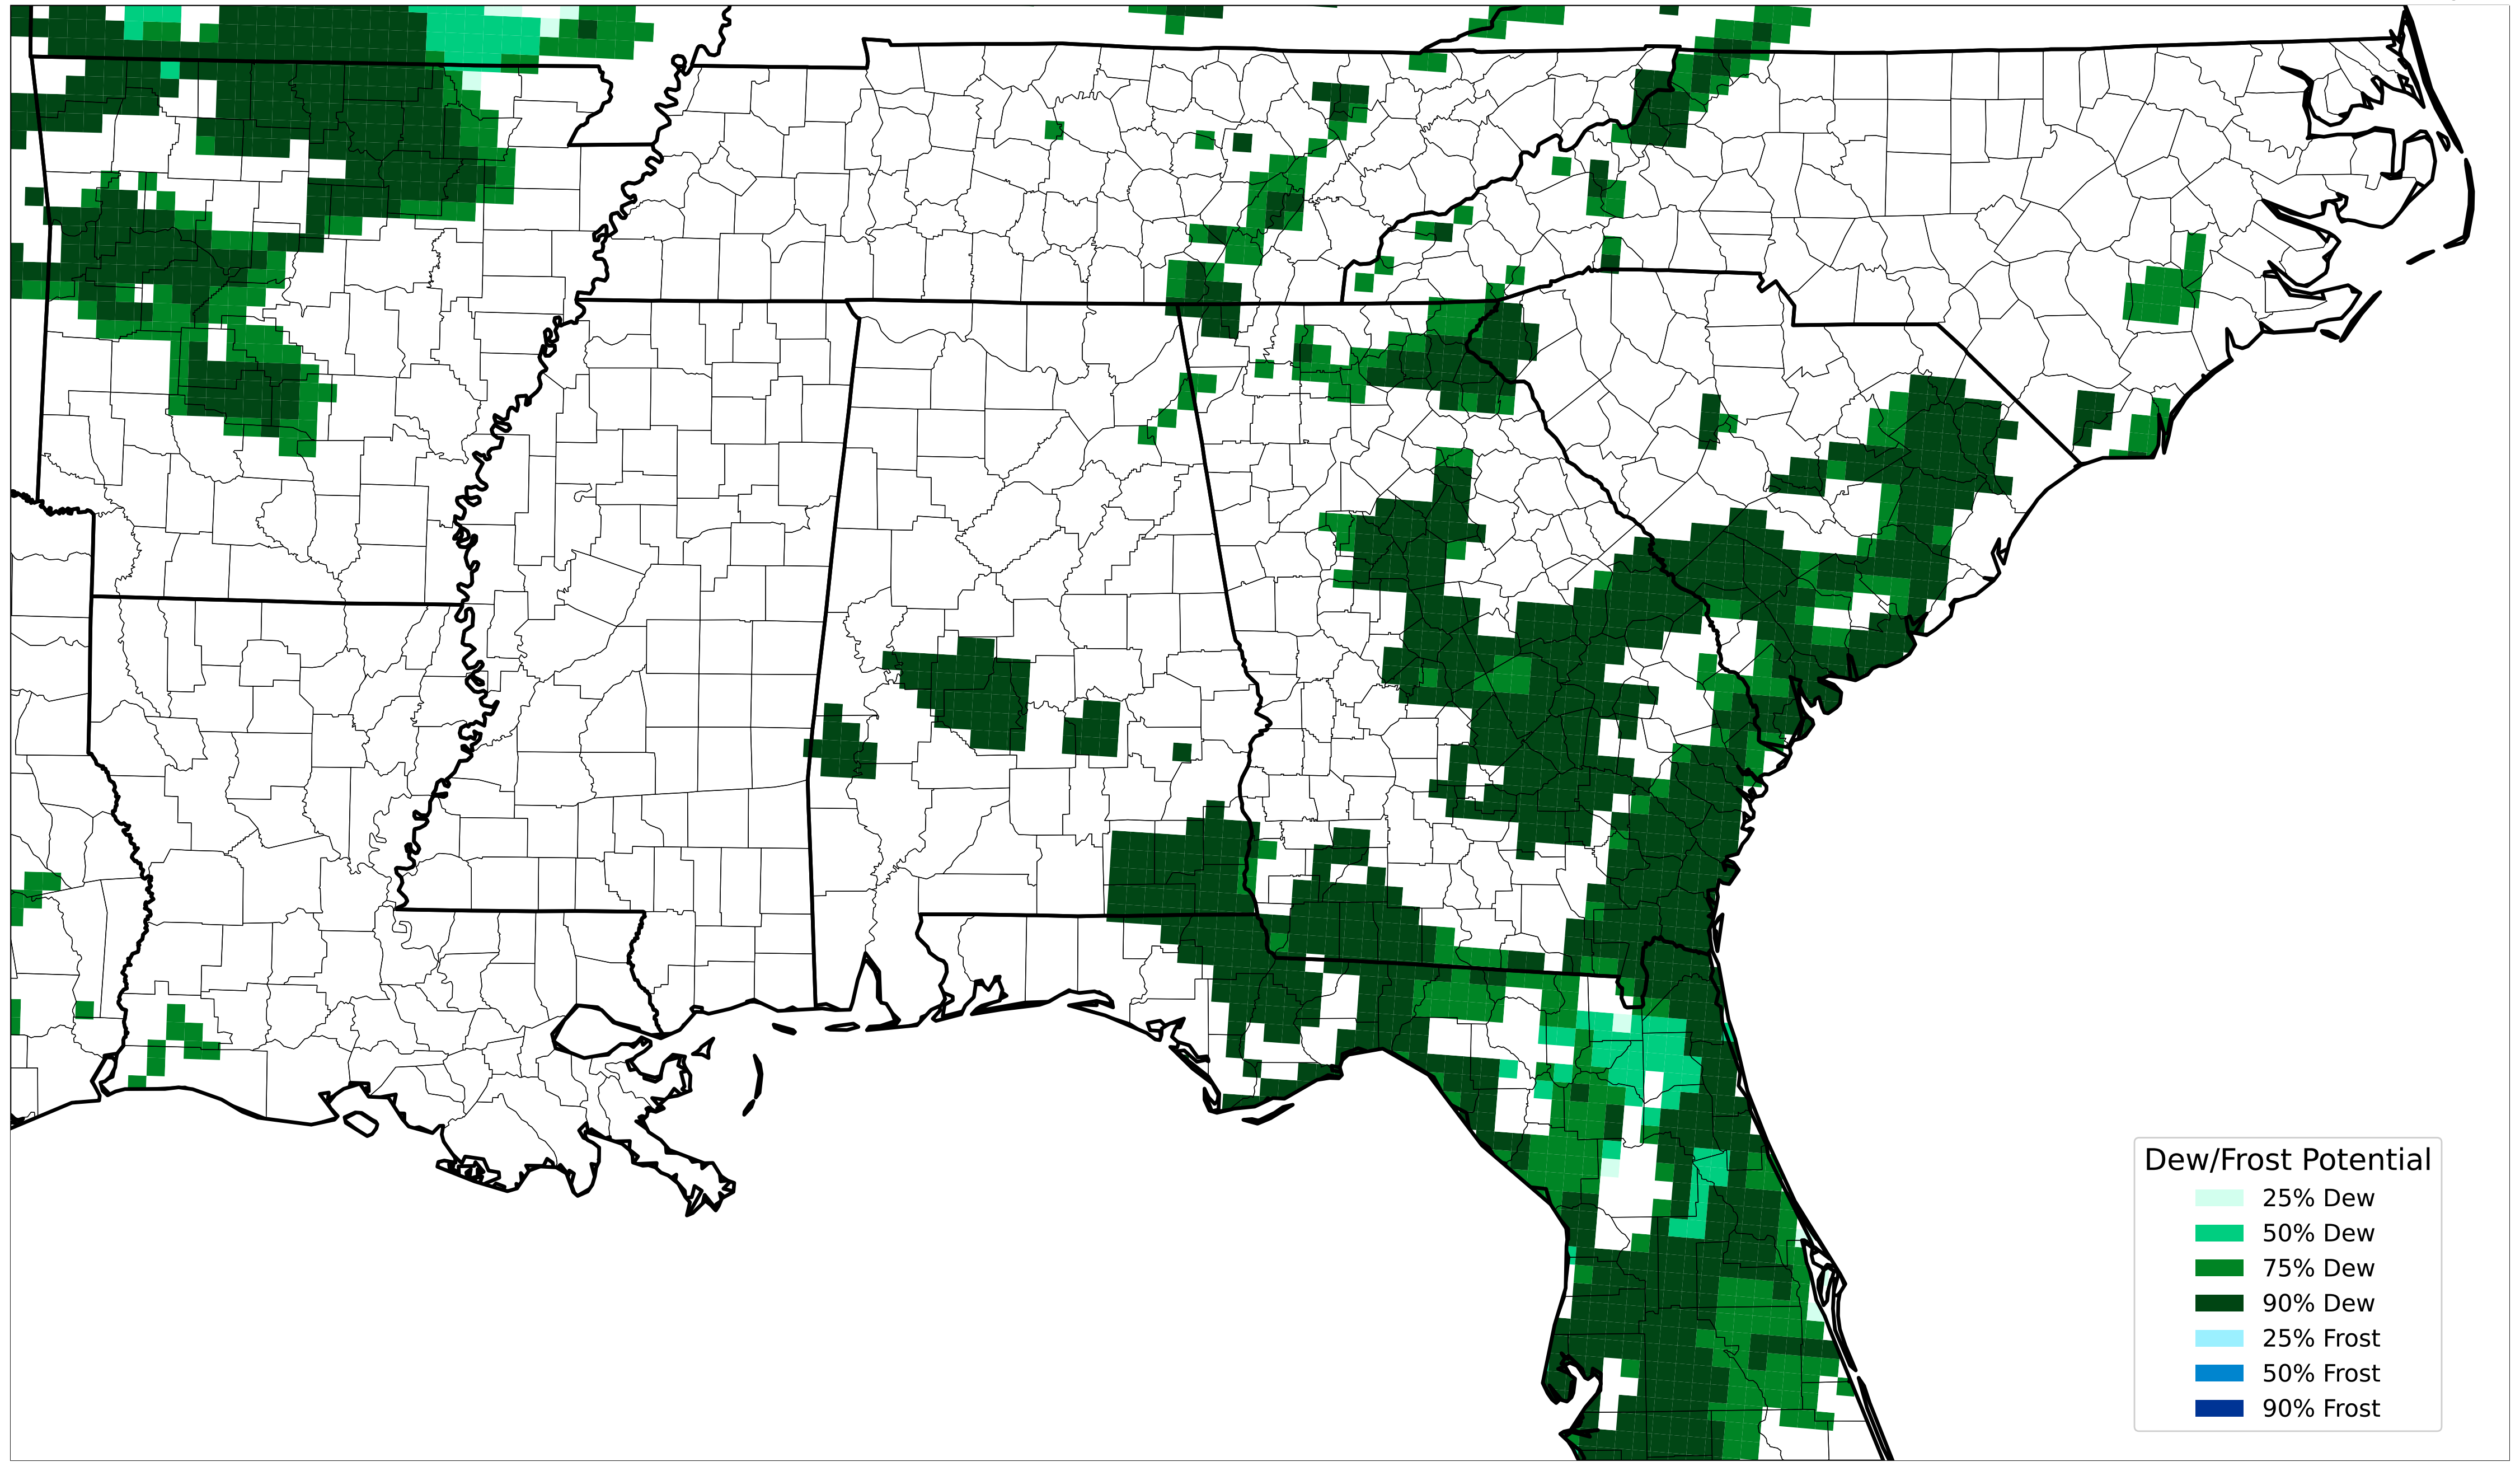 Dew/Frost Potential
25% Dew
50% Dew
75% Dew
90% Dew
25% Frost
50% Frost
90% Frost